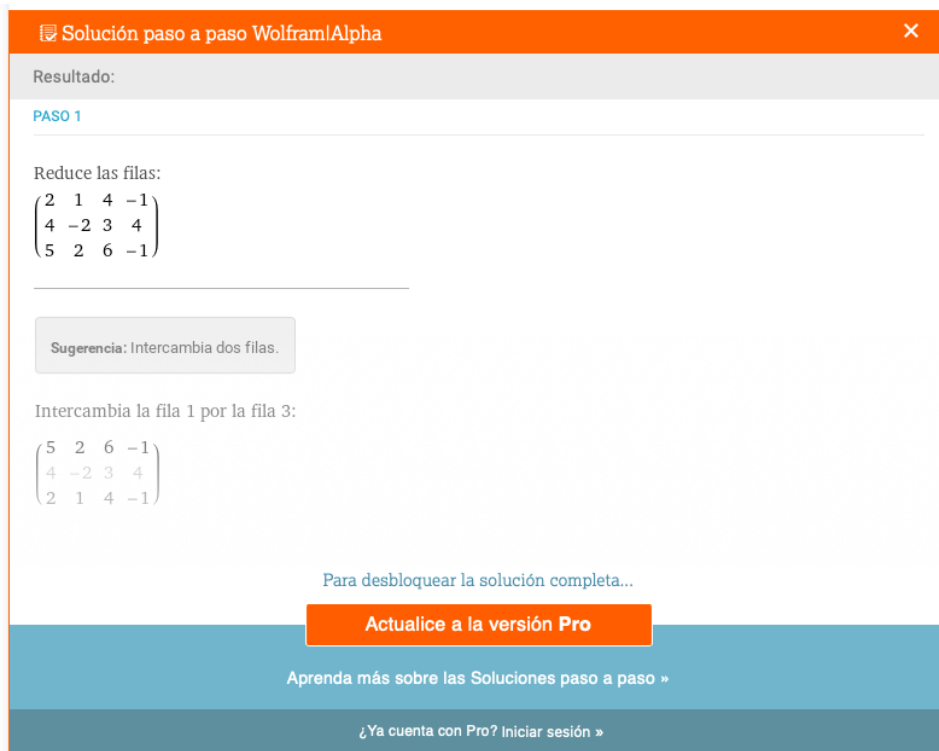 Solución paso a paso Wolfram|Alpha ×
Resultado:
PASO 1
Reduce las filas:
2 1 4 −1
4 −2 3 4
5 2 6 −1
Sugerencia: Intercambia dos filas.
Intercambia la fila 1 por la fila 3:
5 2 6 −1
4 −2 3 4
2 1 4 −1
Para desbloquear la solución completa...
Actualice a la versión Pro
Aprenda más sobre las Soluciones paso a paso »
¿Ya cuenta con Pro? Iniciar sesión »